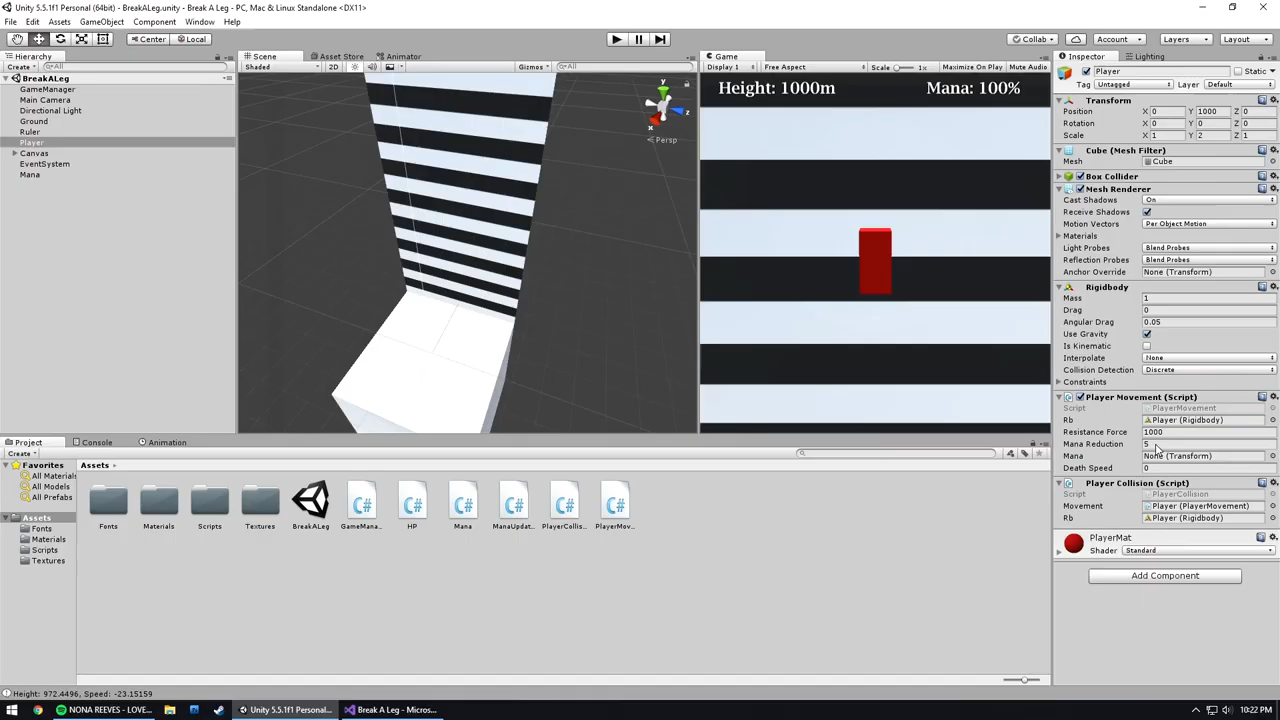 Unity 5.5.1f1 Personal (64bit) - BreakALeg.unity - Break A Leg - PC, Mac & Linux Standalone <DX11>
File Edit Assets GameObject Component Window Help
Center Local Collab Account Layers Layout
Hierarchy
Create All
BreakALeg
GameManager
Main Camera
Directional Light
Ground
Ruler
Player
Canvas
EventSystem
Mana
Scene Asset Store Animator
Shaded 2D Gizmos All
y
z
x
Persp
Game
Display 1 Free Aspect Scale 1x Maximize On Play Mute Audio
Height: 1000m Mana: 100%
Inspector Lighting
Player Static
Tag Untagged Layer Default
Transform
Position X 0 Y 1000 Z 0
Rotation X 0 Y 0 Z 0
Scale X 1 Y 2 Z 1
Cube (Mesh Filter)
Mesh Cube
Box Collider
Mesh Renderer
Cast Shadows On
Receive Shadows
Motion Vectors Per Object Motion
Materials
Light Probes Blend Probes
Reflection Probes Blend Probes
Anchor Override None (Transform)
Rigidbody
Mass 1
Drag 0
Angular Drag 0.05
Use Gravity
Is Kinematic
Interpolate None
Collision Detection Discrete
Constraints
Player Movement (Script)
Script PlayerMovement
Rb Player (Rigidbody)
Resistance Force 1000
Mana Reduction 5
Mana None (Transform)
Death Speed 0
Player Collision (Script)
Script PlayerCollision
Movement Player (PlayerMovement)
Rb Player (Rigidbody)
PlayerMat
Shader Standard
Add Component
Project Console Animation
Create
Favorites
All Materials
All Models
All Prefabs
Assets
Fonts
Materials
Scripts
Textures
Assets
Fonts Materials Scripts Textures BreakALeg GameMana... HP Mana ManaUpdat... PlayerCollis... PlayerMov...
Height: 972.4496, Speed: -23.15159
NONA REEVES - LOVE... Unity 5.5.1f1 Personal... Break A Leg - Micros... 10:22 PM